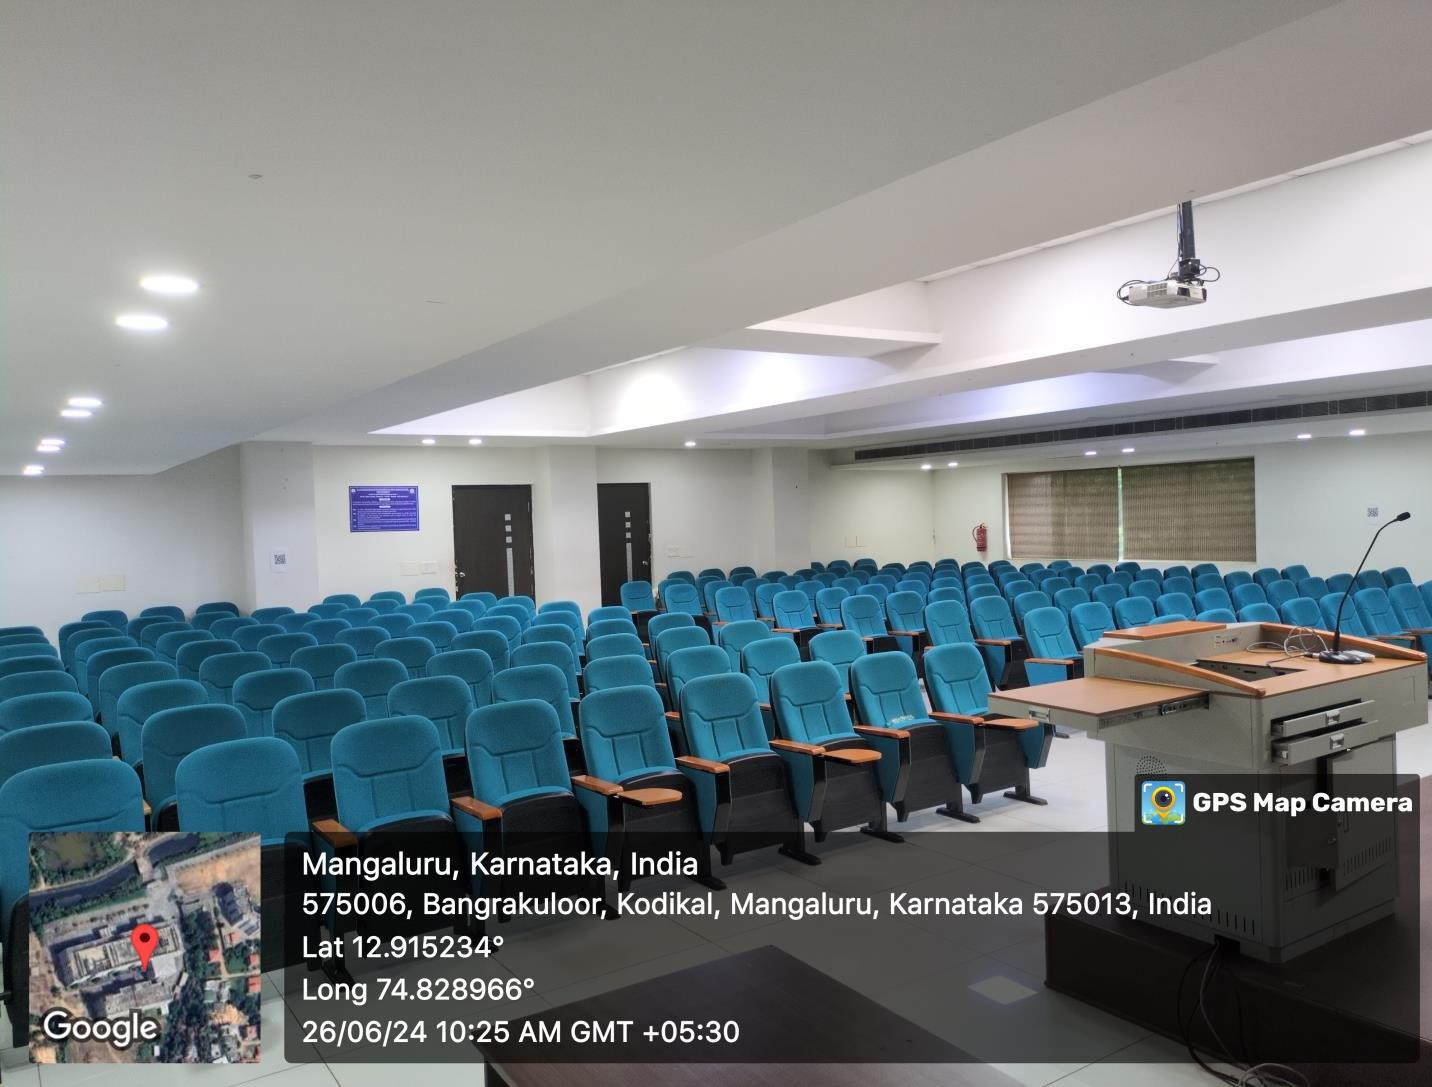 GPS Map Camera
Mangaluru, Karnataka, India
575006, Bangrakuloor, Kodikal, Mangaluru, Karnataka 575013, India
Lat 12.915234°
Long 74.828966°
26/06/24 10:25 AM GMT +05:30
Google